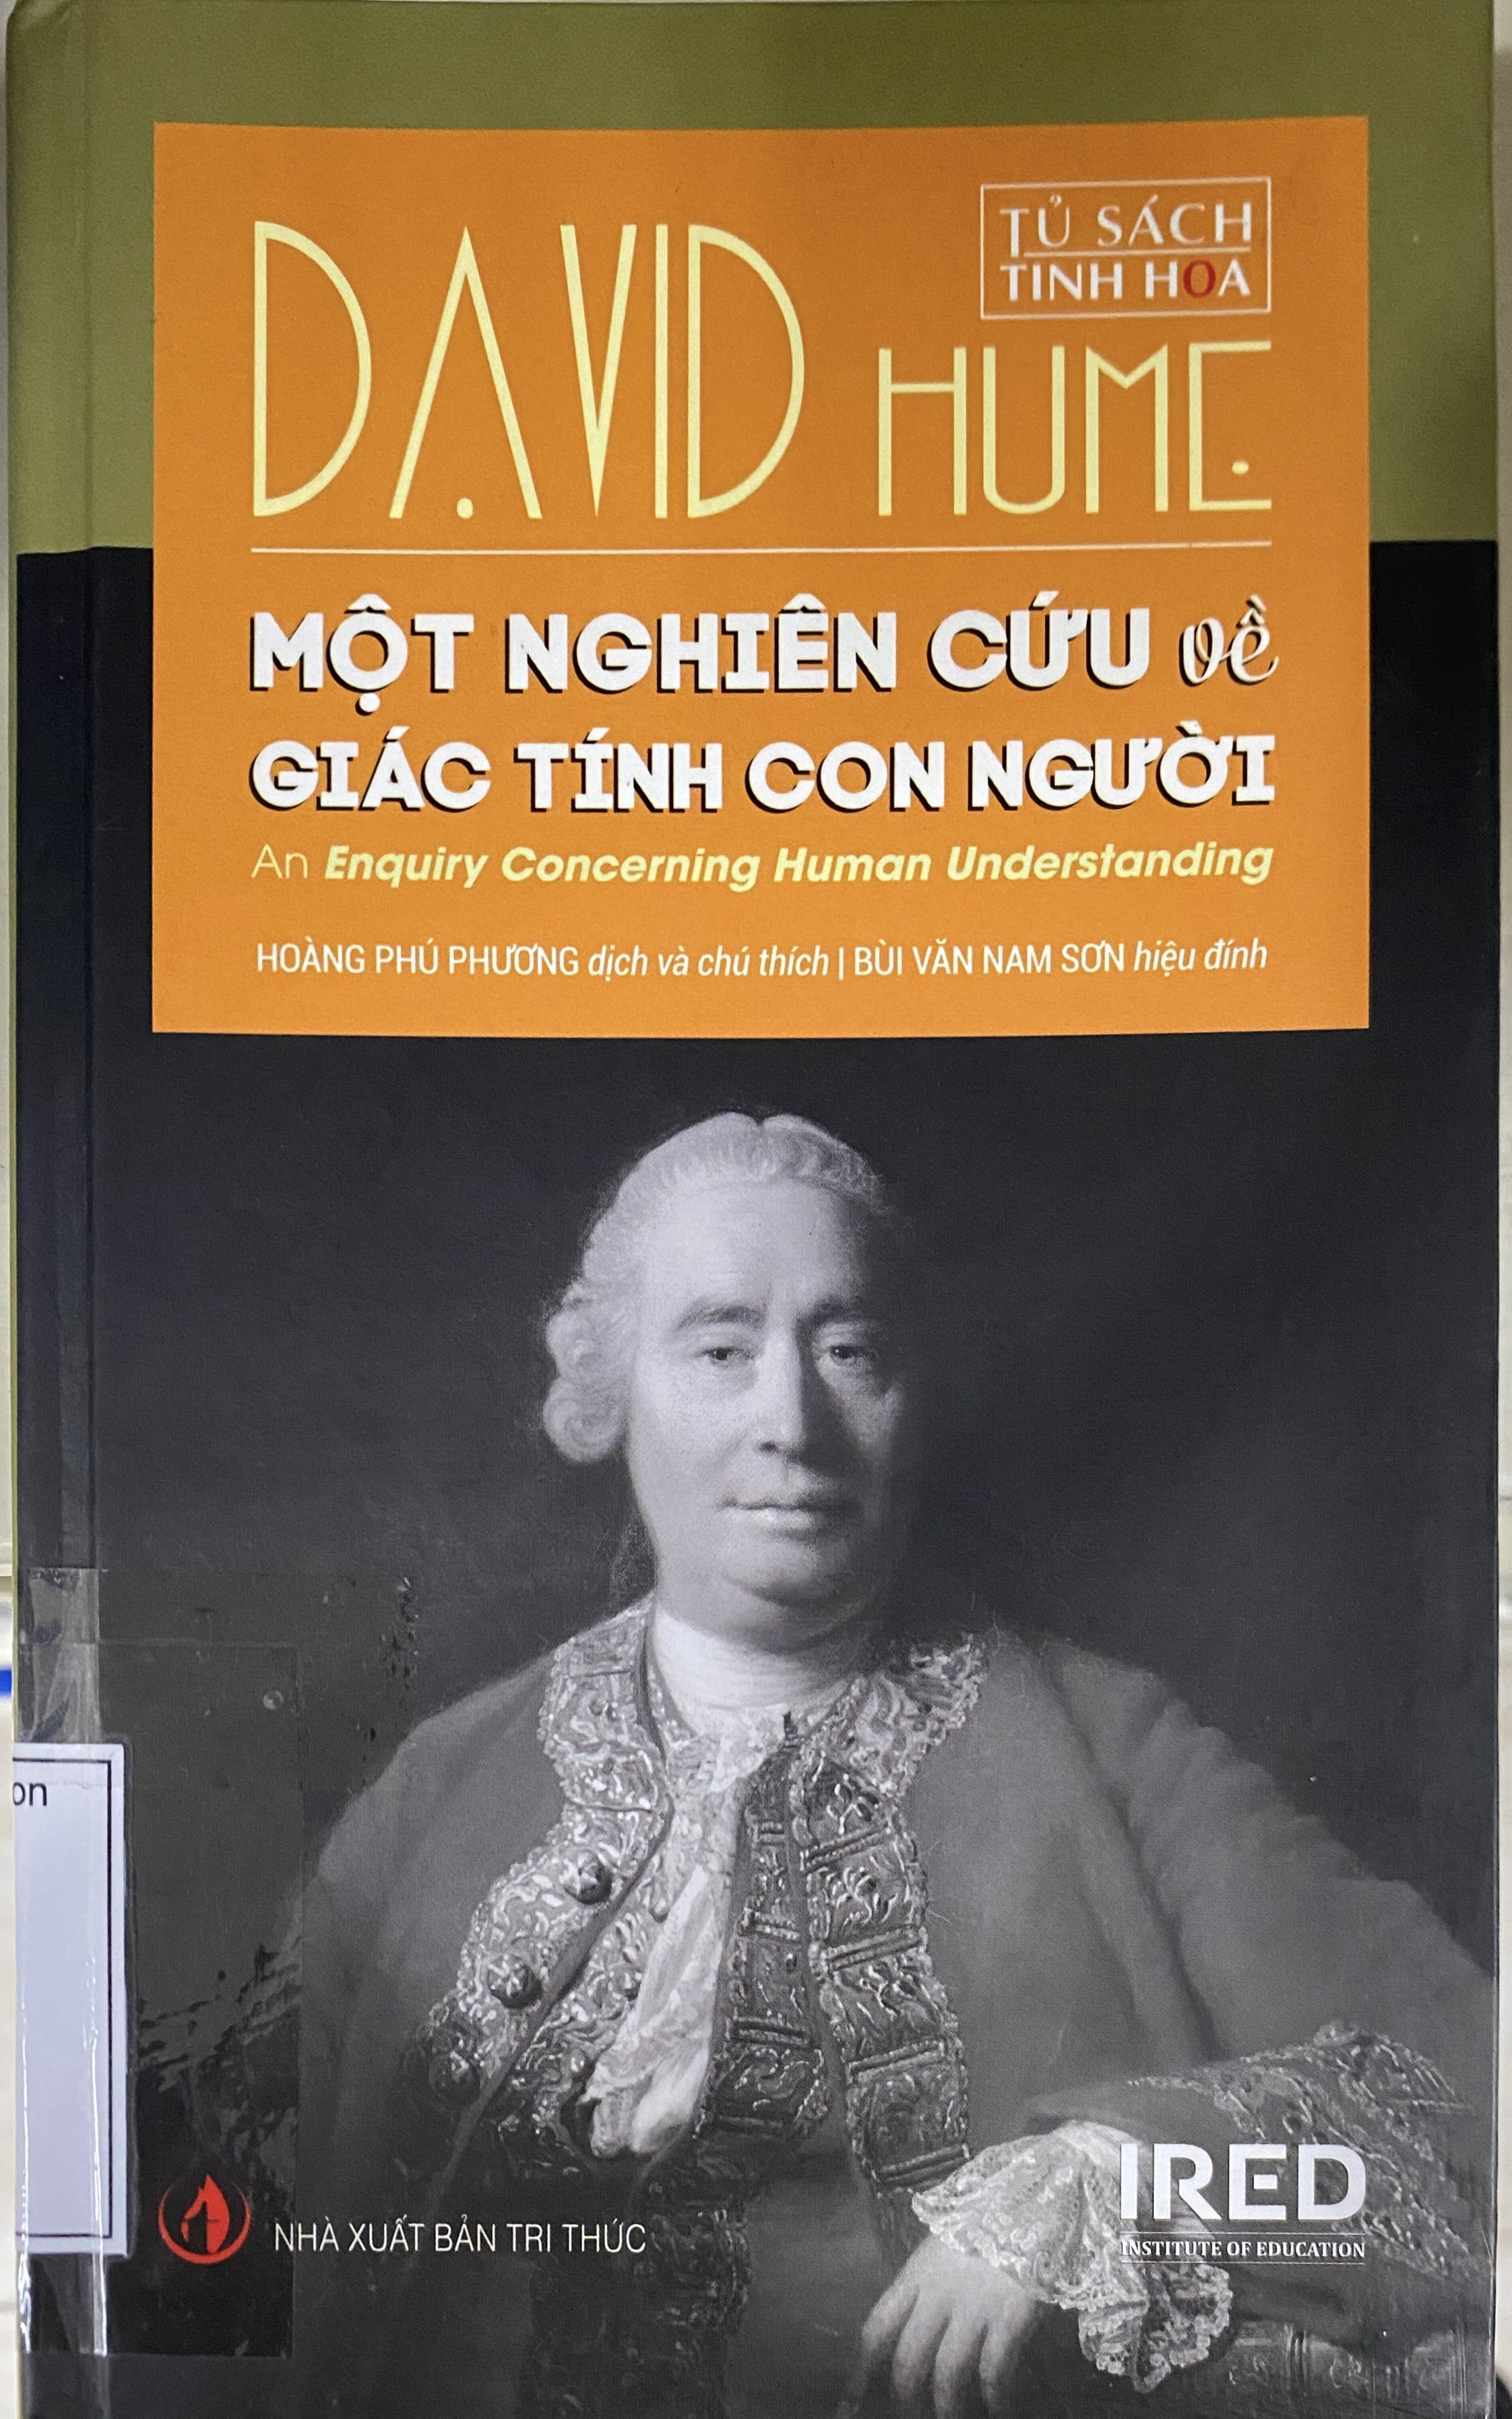 TỦ SÁCH
TINH HOA
DAVID HUME
MỘT NGHIÊN CỨU về
GIÁC TÍNH CON NGƯỜI
An Enquiry Concerning Human Understanding
HOÀNG PHÚ PHƯƠNG dịch và chú thích | BÙI VĂN NAM SƠN hiệu đính
on
NHÀ XUẤT BẢN TRI THỨC
IRED
INSTITUTE OF EDUCATION